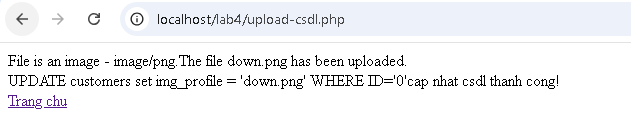 localhost/lab4/upload-csdl.php
File is an image - image/png.The file down.png has been uploaded.
UPDATE customers set img_profile = 'down.png' WHERE ID='0'cap nhat csdl thanh cong!
Trang chu